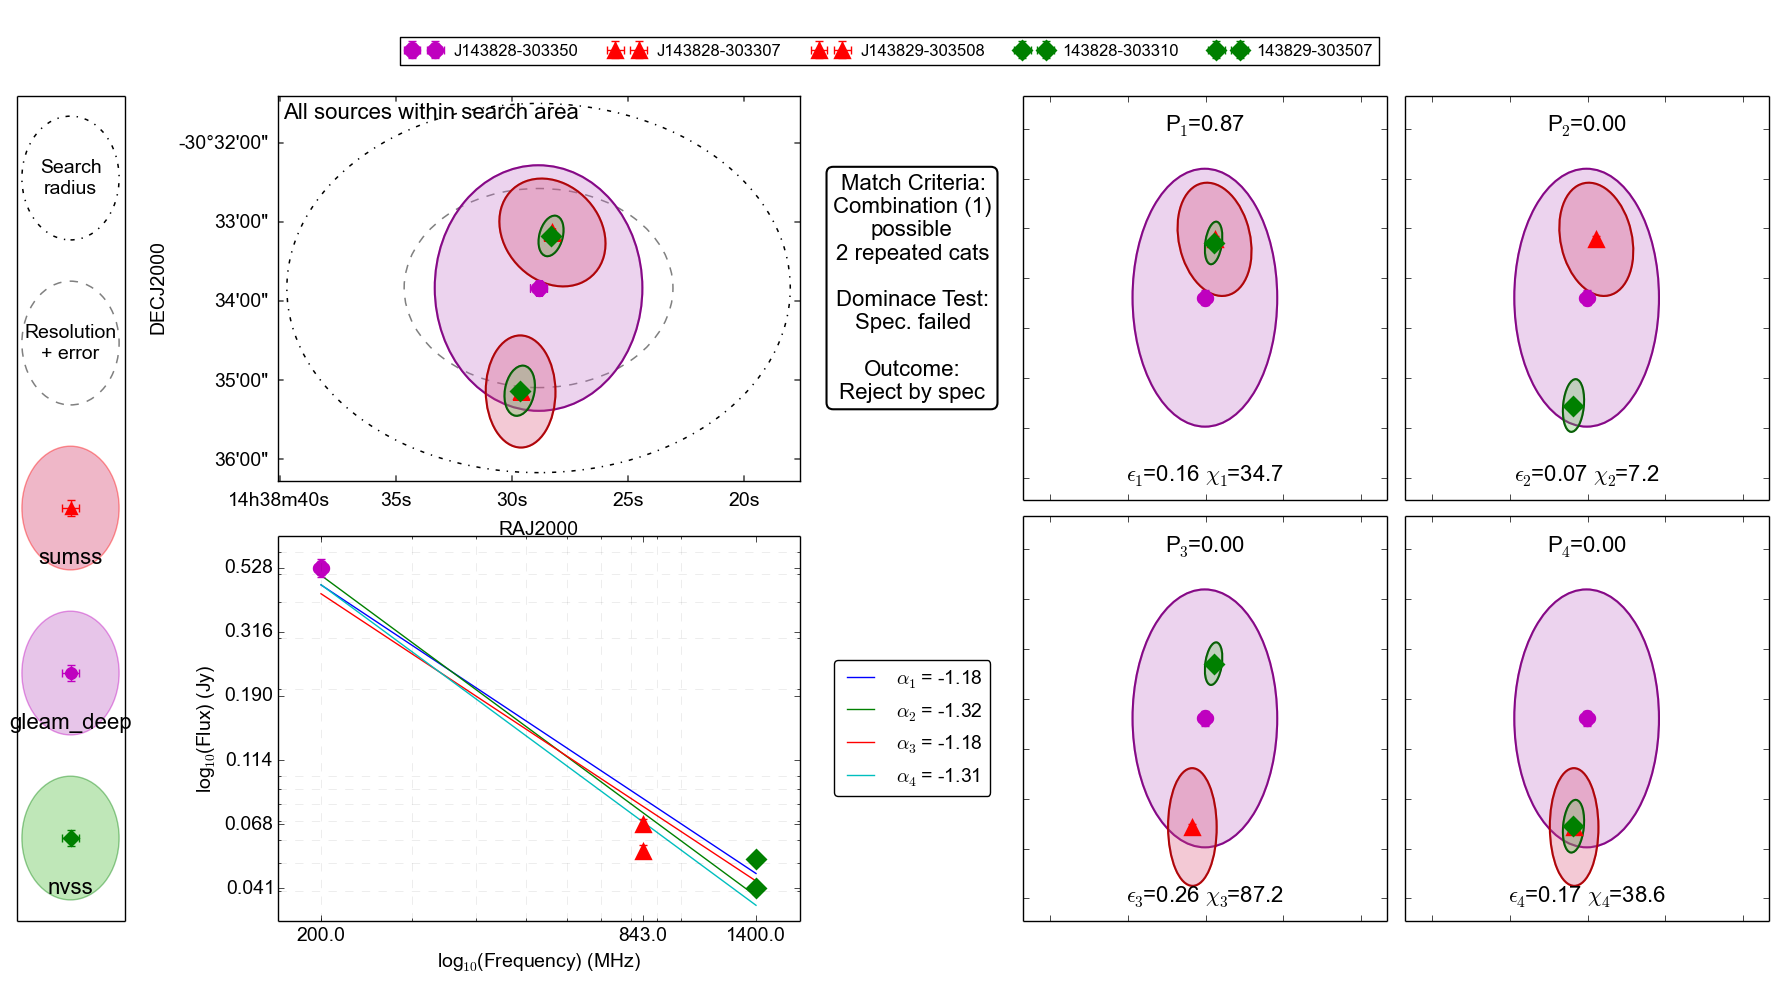 J143828-303350 J143828-303307 J143829-303508 143828-303310 143829-303507
Search
radius
Resolution
+ error
sumss
gleam_deep
nvss
All sources within search area
DECJ2000
-30°32'00"
33'00"
34'00"
35'00"
36'00"
14h38m40s 35s 30s 25s 20s
RAJ2000
Match Criteria:
Combination (1)
possible
2 repeated cats
Dominace Test:
Spec. failed
Outcome:
Reject by spec
P₁=0.87
ϵ₁=0.16 χ₁=34.7
P₂=0.00
ϵ₂=0.07 χ₂=7.2
log₁₀(Flux) (Jy)
0.528
0.316
0.190
0.114
0.068
0.041
200.0 843.0 1400.0
log₁₀(Frequency) (MHz)
α₁ = -1.18
α₂ = -1.32
α₃ = -1.18
α₄ = -1.31
P₃=0.00
ϵ₃=0.26 χ₃=87.2
P₄=0.00
ϵ₄=0.17 χ₄=38.6